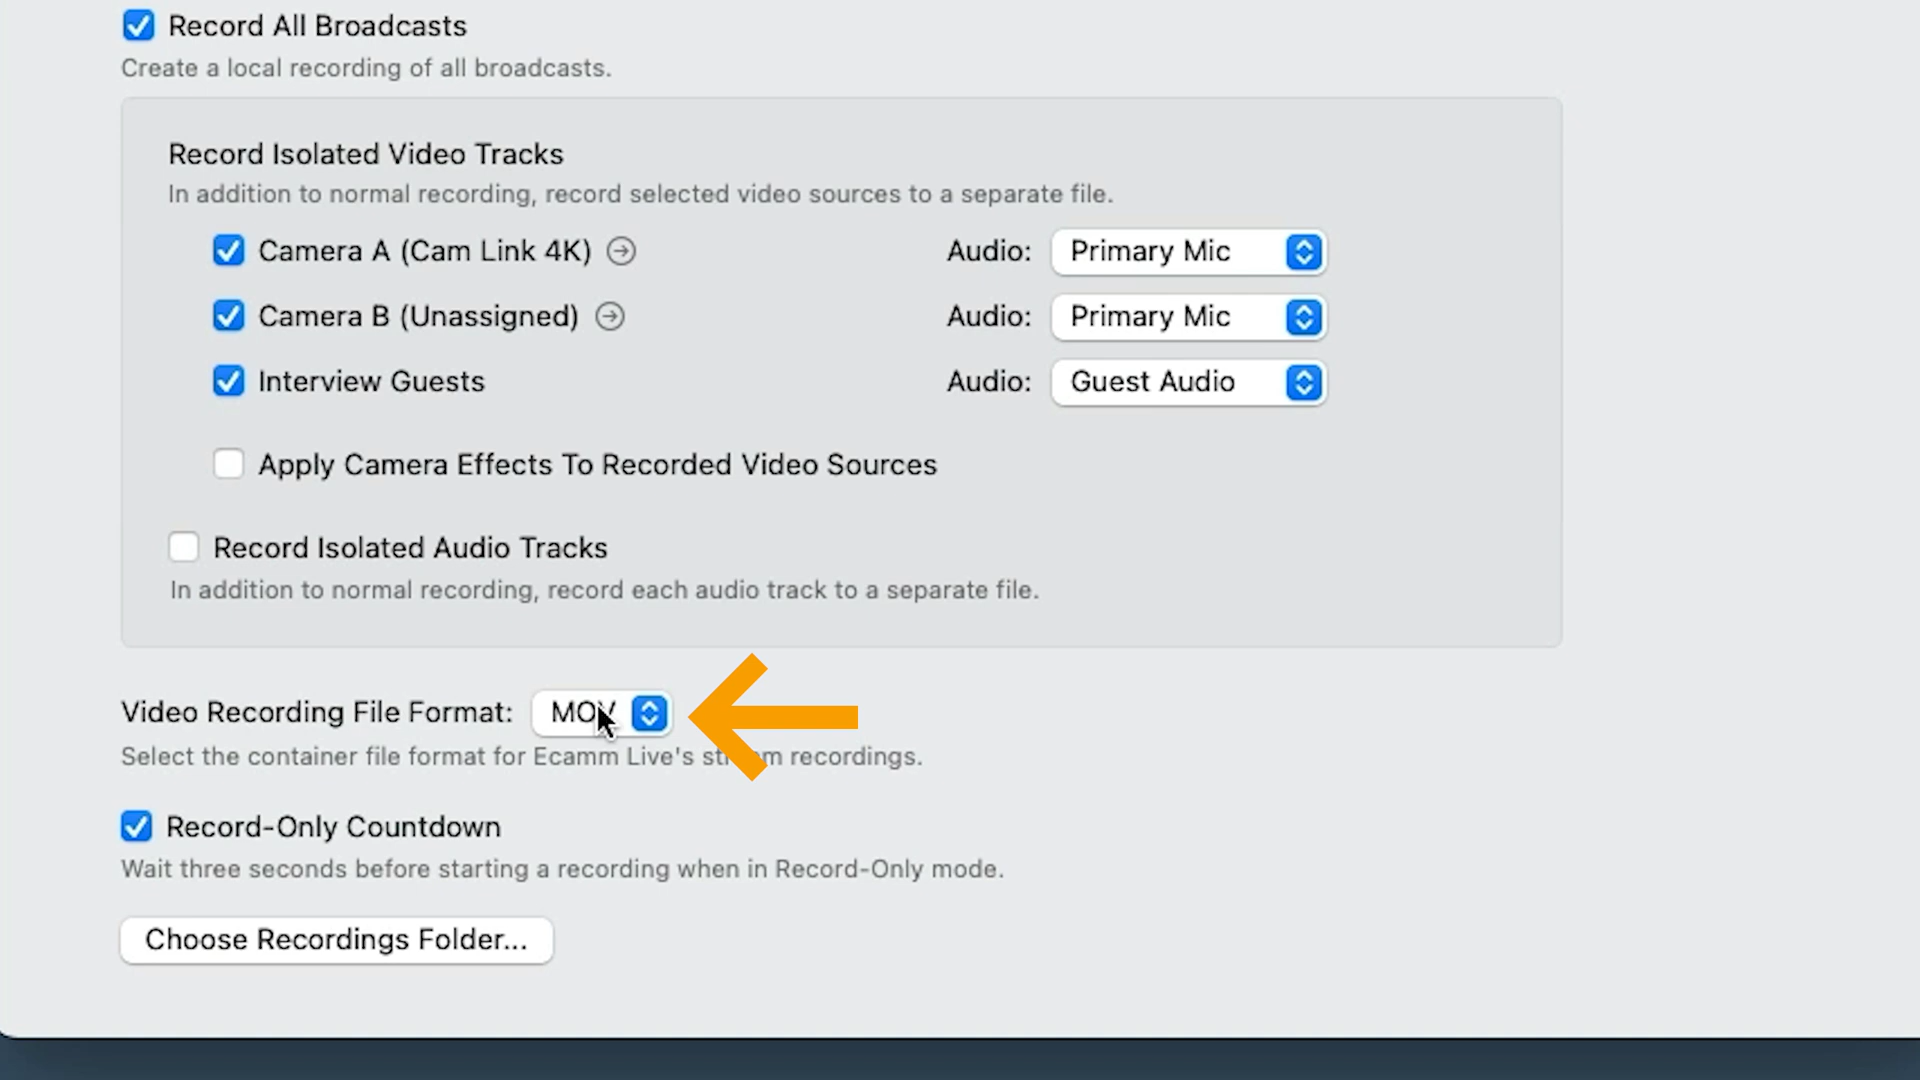 Record All Broadcasts
Create a local recording of all broadcasts.
Record Isolated Video Tracks
In addition to normal recording, record selected video sources to a separate file.
Camera A (Cam Link 4K) Audio: Primary Mic
Camera B (Unassigned) Audio: Primary Mic
Interview Guests Audio: Guest Audio
Apply Camera Effects To Recorded Video Sources
Record Isolated Audio Tracks
In addition to normal recording, record each audio track to a separate file.
Video Recording File Format: MOV
Select the container file format for Ecamm Live's stream recordings.
Record-Only Countdown
Wait three seconds before starting a recording when in Record-Only mode.
Choose Recordings Folder...